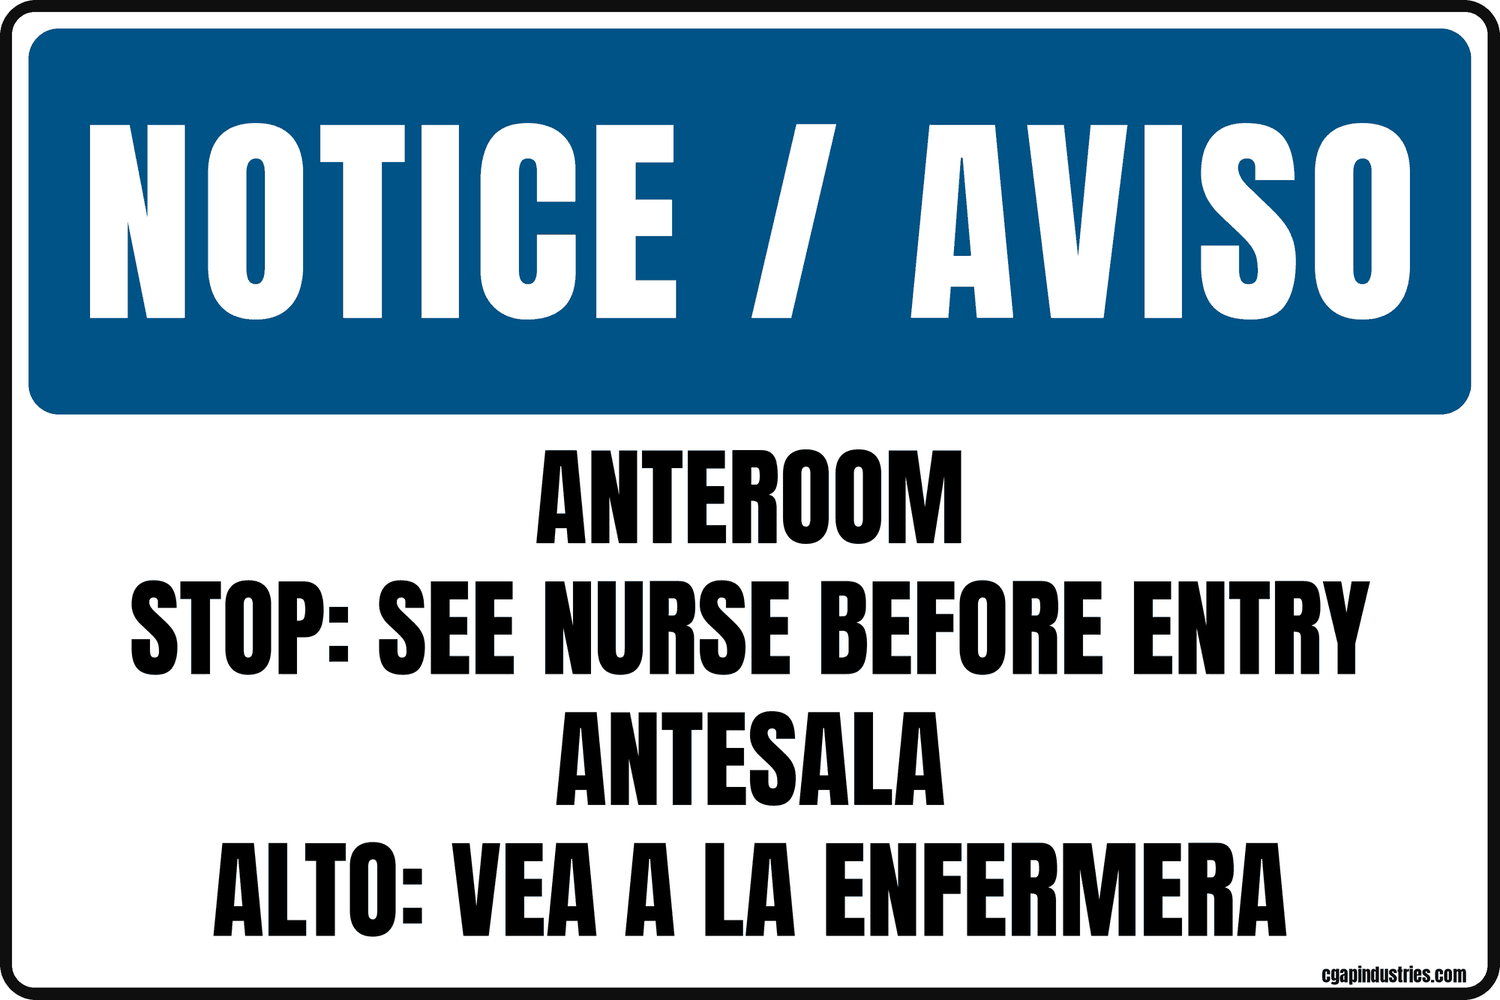 NOTICE / AVISO
ANTEROOM
STOP: SEE NURSE BEFORE ENTRY
ANTESALA
ALTO: VEA A LA ENFERMERA
cgapindustries.com